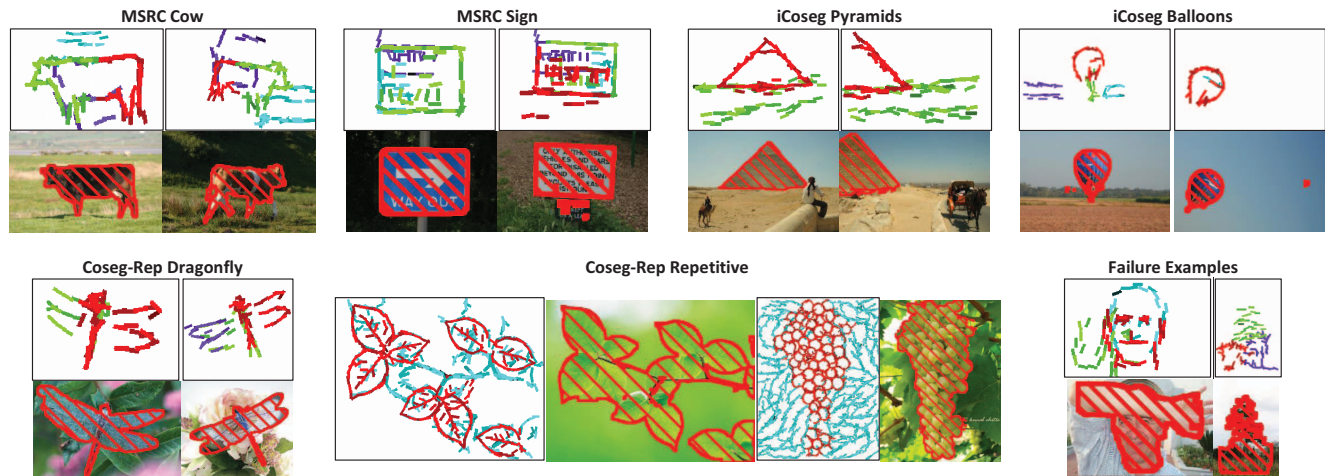 MSRC Cow
MSRC Sign
iCoseg Pyramids
iCoseg Balloons
WAY OUT
Coseg-Rep Dragonfly
Coseg-Rep Repetitive
Failure Examples